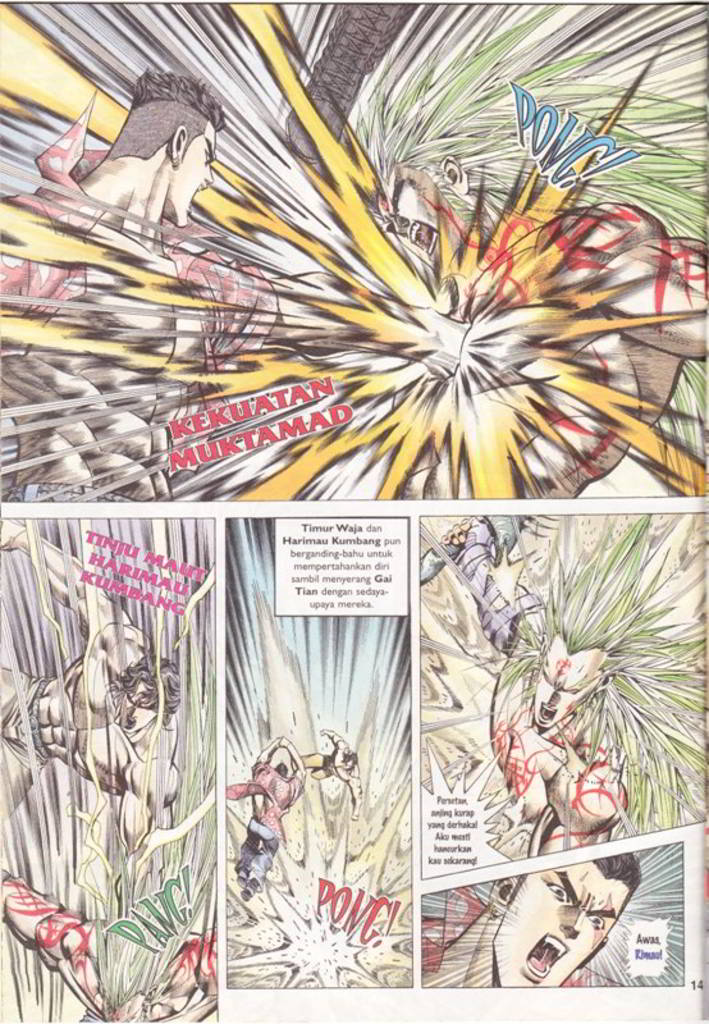 PONG!
KEKUATAN
MUKTAMAD
TINJU MAUT
HARIMAU
KUMBANG
PANG!
Timur Waja dan
Harimau Kumbang pun
berganding-bahu untuk
mempertahankan diri
sambil menyerang Gai
Tian dengan sedaya-
upaya mereka.
PONG!
Persetan,
anjing kurap
yang derhaka!
Aku mesti
hancurkan
kau sekarang!
Awas,
Rimau!
14